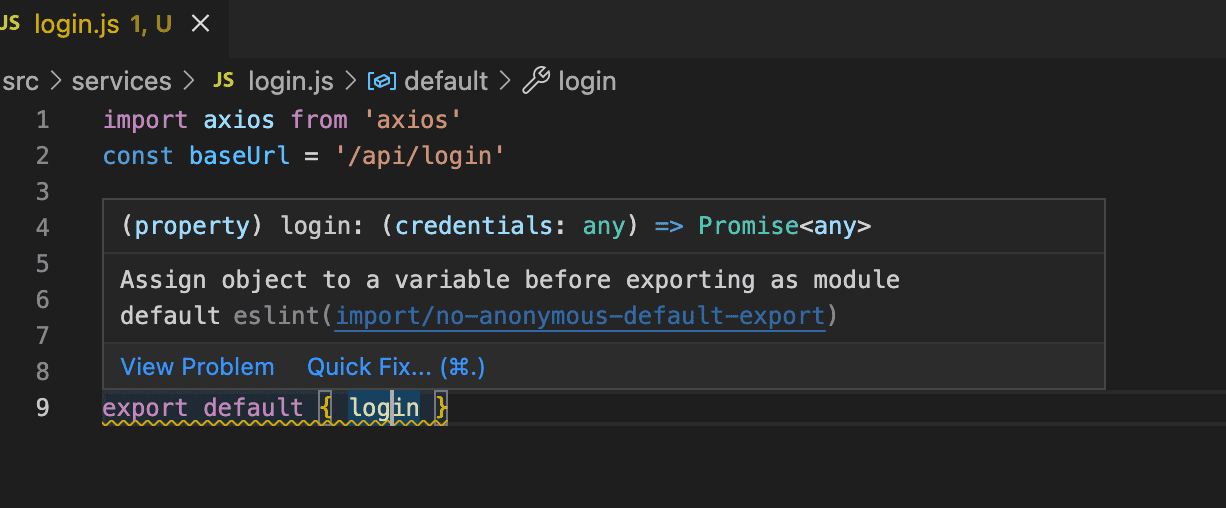 JS login.js 1, U
src > services > JS login.js > default > login
1 import axios from 'axios'
2 const baseUrl = '/api/login'
3
4 (property) login: (credentials: any) => Promise<any>
5 Assign object to a variable before exporting as module
6 default eslint(import/no-anonymous-default-export)
7
8 View Problem Quick Fix... (⌘.)
9 export default { login }